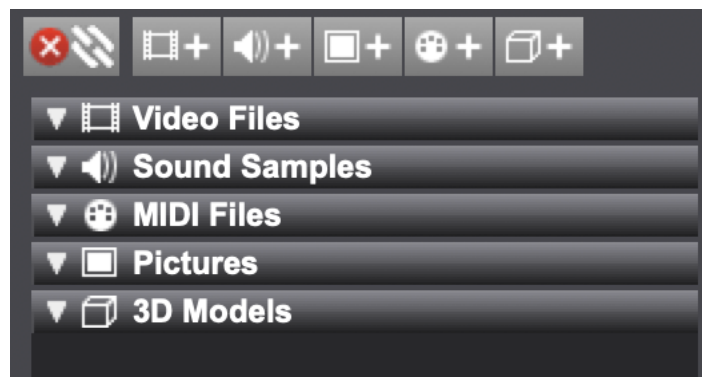 Video Files
Sound Samples
MIDI Files
Pictures
3D Models